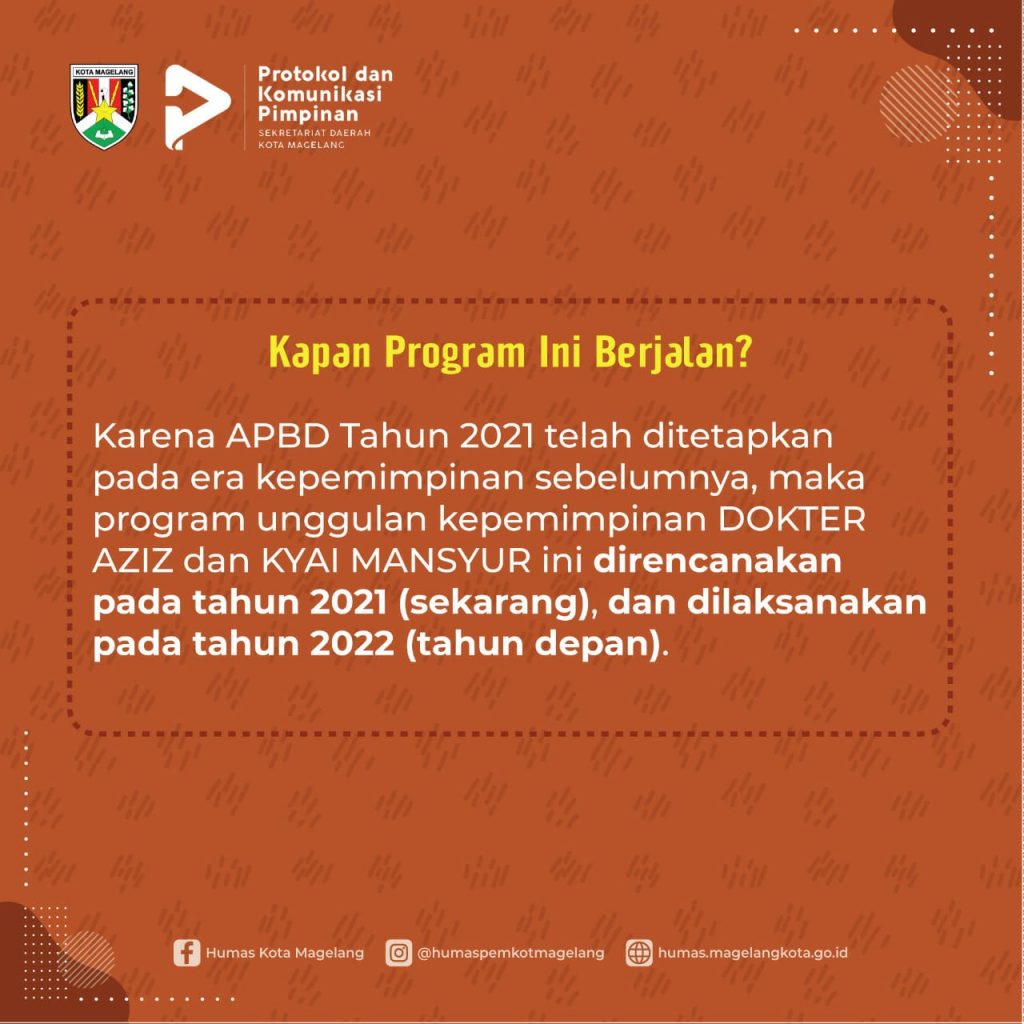 KOTA MAGELANG
Protokol dan
Komunikasi
Pimpinan
SEKRETARIAT DAERAH
KOTA MAGELANG
Kapan Program Ini Berjalan?
Karena APBD Tahun 2021 telah ditetapkan
pada era kepemimpinan sebelumnya, maka
program unggulan kepemimpinan DOKTER
AZIZ dan KYAI MANSYUR ini direncanakan
pada tahun 2021 (sekarang), dan dilaksanakan
pada tahun 2022 (tahun depan).
Humas Kota Magelang
@humaspemkotmagelang
humas.magelangkota.go.id